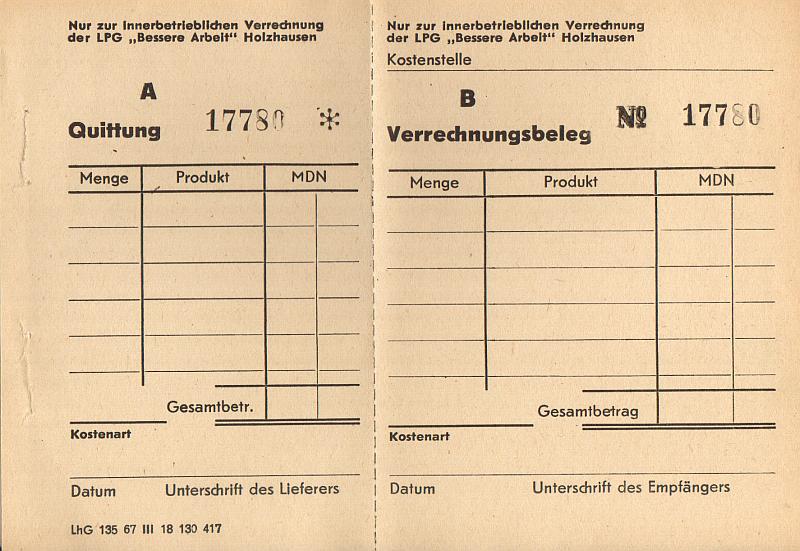 Nur zur innerbetrieblichen Verrechnung
der LPG „Bessere Arbeit“ Holzhausen
A
Quittung 17780 *
Menge Produkt MDN
Gesamtbetr.
Kostenart
Datum Unterschrift des Lieferers
LhG 135 67 III 18 130 417
Nur zur innerbetrieblichen Verrechnung
der LPG „Bessere Arbeit“ Holzhausen
Kostenstelle
B
Verrechnungsbeleg № 17780
Menge Produkt MDN
Gesamtbetrag
Kostenart
Datum Unterschrift des Empfängers